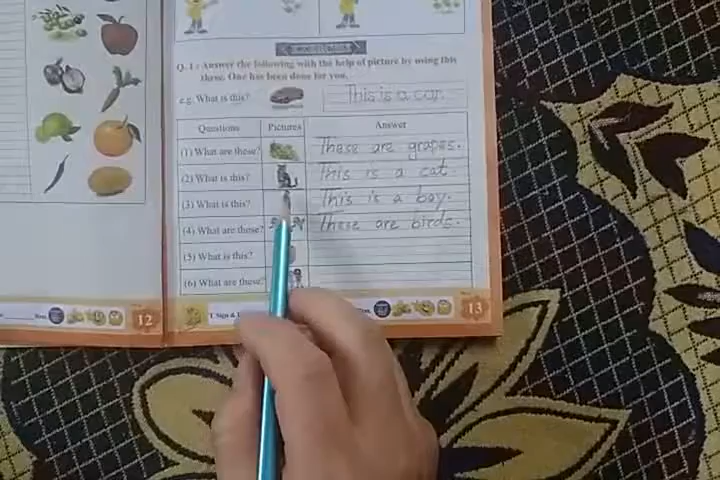 Q. 1 : Answer the following with the help of picture by using this
these. One has been done for you.
e.g. What is this?
This is a car.
Questions Pictures Answer
(1) What are these? These are grapes.
(2) What is this? This is a cat.
(3) What is this? This is a boy.
(4) What are those? These are birds.
(5) What is this?
(6) What are these?
12
T. Sign &
13